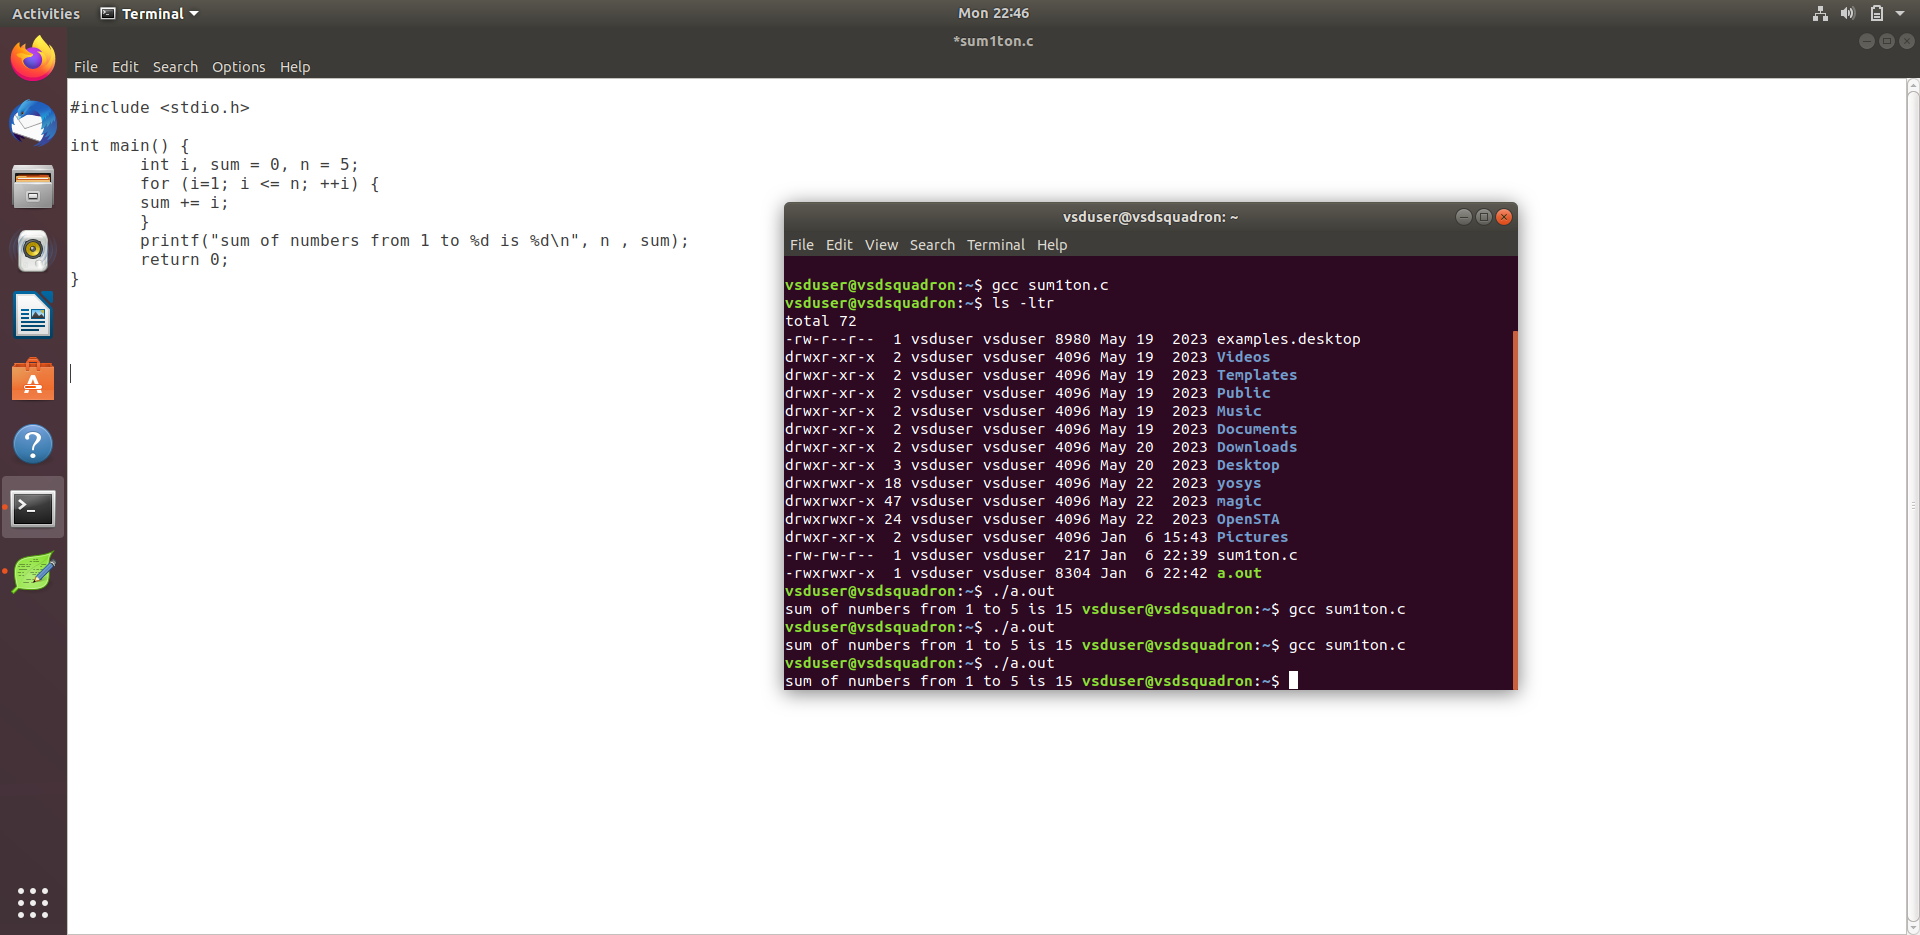 Activities Terminal Mon 22:46
*sum1ton.c
File Edit Search Options Help
#include <stdio.h>
int main() {
int i, sum = 0, n = 5;
for (i=1; i <= n; ++i) {
sum += i;
}
printf("sum of numbers from 1 to %d is %d\n", n , sum);
return 0;
}
vsduser@vsdsquadron: ~
File Edit View Search Terminal Help
vsduser@vsdsquadron:~$ gcc sum1ton.c
vsduser@vsdsquadron:~$ ls -ltr
total 72
-rw-r--r--  1 vsduser vsduser 8980 May 19  2023 examples.desktop
drwxr-xr-x  2 vsduser vsduser 4096 May 19  2023 Videos
drwxr-xr-x  2 vsduser vsduser 4096 May 19  2023 Templates
drwxr-xr-x  2 vsduser vsduser 4096 May 19  2023 Public
drwxr-xr-x  2 vsduser vsduser 4096 May 19  2023 Music
drwxr-xr-x  2 vsduser vsduser 4096 May 19  2023 Documents
drwxr-xr-x  2 vsduser vsduser 4096 May 20  2023 Downloads
drwxr-xr-x  3 vsduser vsduser 4096 May 20  2023 Desktop
drwxrwxr-x 18 vsduser vsduser 4096 May 22  2023 yosys
drwxrwxr-x 47 vsduser vsduser 4096 May 22  2023 magic
drwxrwxr-x 24 vsduser vsduser 4096 May 22  2023 OpenSTA
drwxr-xr-x  2 vsduser vsduser 4096 Jan  6 15:43 Pictures
-rw-rw-r--  1 vsduser vsduser  217 Jan  6 22:39 sum1ton.c
-rwxrwxr-x  1 vsduser vsduser 8304 Jan  6 22:42 a.out
vsduser@vsdsquadron:~$ ./a.out
sum of numbers from 1 to 5 is 15 vsduser@vsdsquadron:~$ gcc sum1ton.c
vsduser@vsdsquadron:~$ ./a.out
sum of numbers from 1 to 5 is 15 vsduser@vsdsquadron:~$ gcc sum1ton.c
vsduser@vsdsquadron:~$ ./a.out
sum of numbers from 1 to 5 is 15 vsduser@vsdsquadron:~$